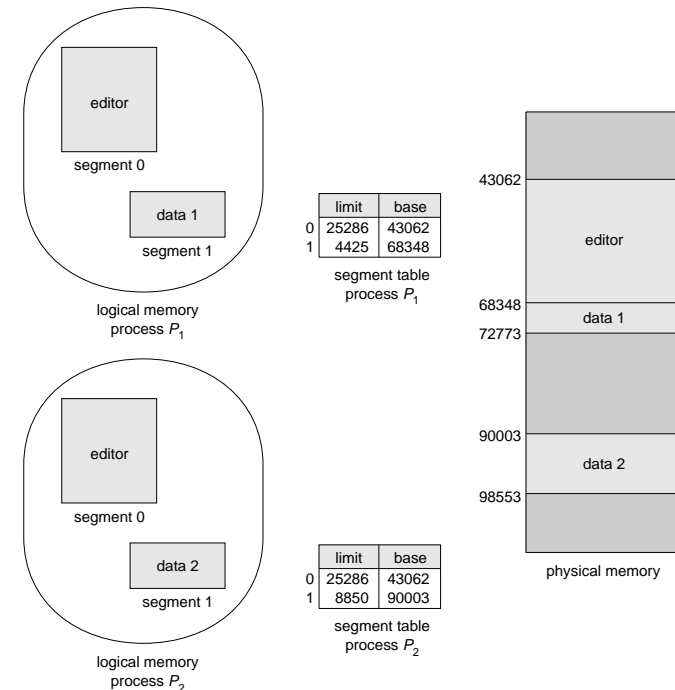 editor
segment 0
data 1
segment 1
logical memory
process P1
limit base
0 25286 43062
1 4425 68348
segment table
process P1
editor
segment 0
data 2
segment 1
logical memory
process P2
limit base
0 25286 43062
1 8850 90003
segment table
process P2
43062
editor
68348
data 1
72773
90003
data 2
98553
physical memory